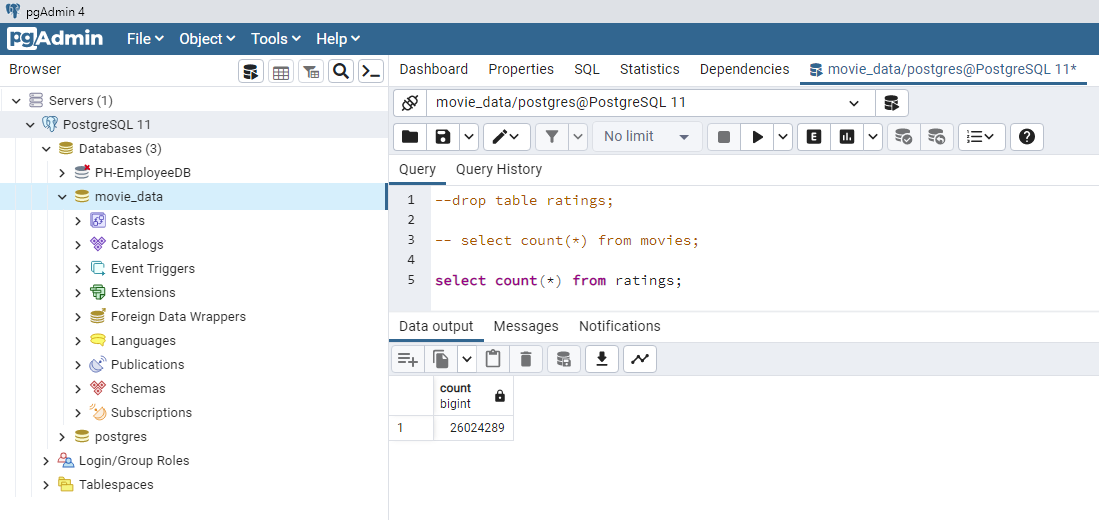 pgAdmin 4
pgAdmin File Object Tools Help
Browser
Servers (1)
PostgreSQL 11
Databases (3)
PH-EmployeeDB
movie_data
Casts
Catalogs
Event Triggers
Extensions
Foreign Data Wrappers
Languages
Publications
Schemas
Subscriptions
postgres
Login/Group Roles
Tablespaces
Dashboard Properties SQL Statistics Dependencies movie_data/postgres@PostgreSQL 11*
movie_data/postgres@PostgreSQL 11
No limit E
Query Query History
1 --drop table ratings;
2
3 -- select count(*) from movies;
4
5 select count(*) from ratings;
Data output Messages Notifications
count
bigint
1 26024289